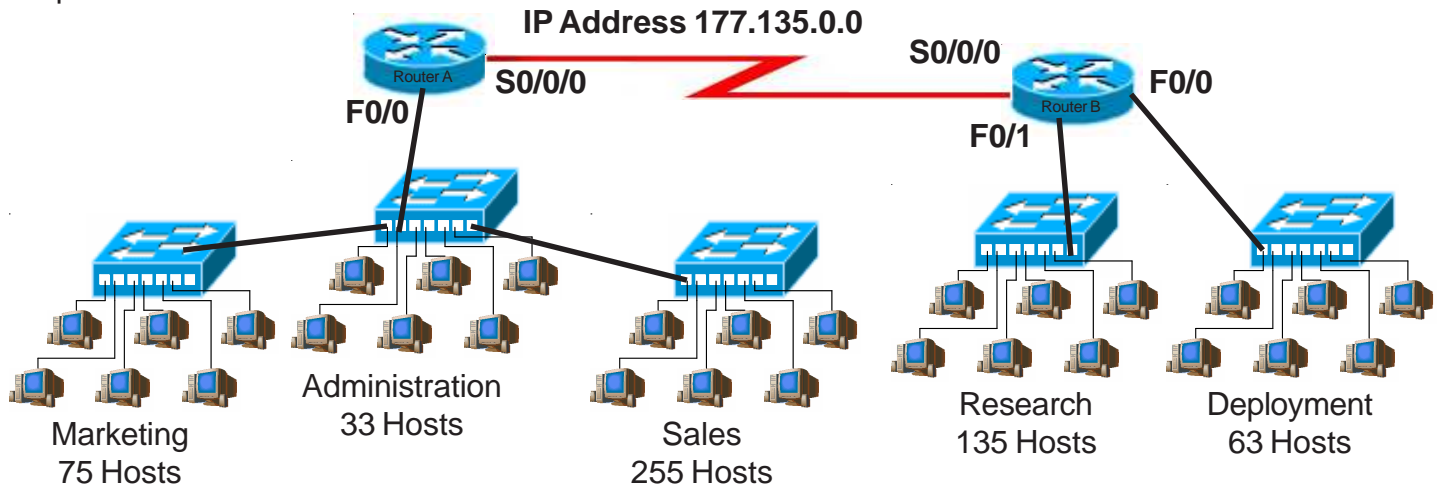 IP Address 177.135.0.0
Router A
S0/0/0
F0/0
S0/0/0
Router B
F0/0
F0/1
Marketing
75 Hosts
Administration
33 Hosts
Sales
255 Hosts
Research
135 Hosts
Deployment
63 Hosts